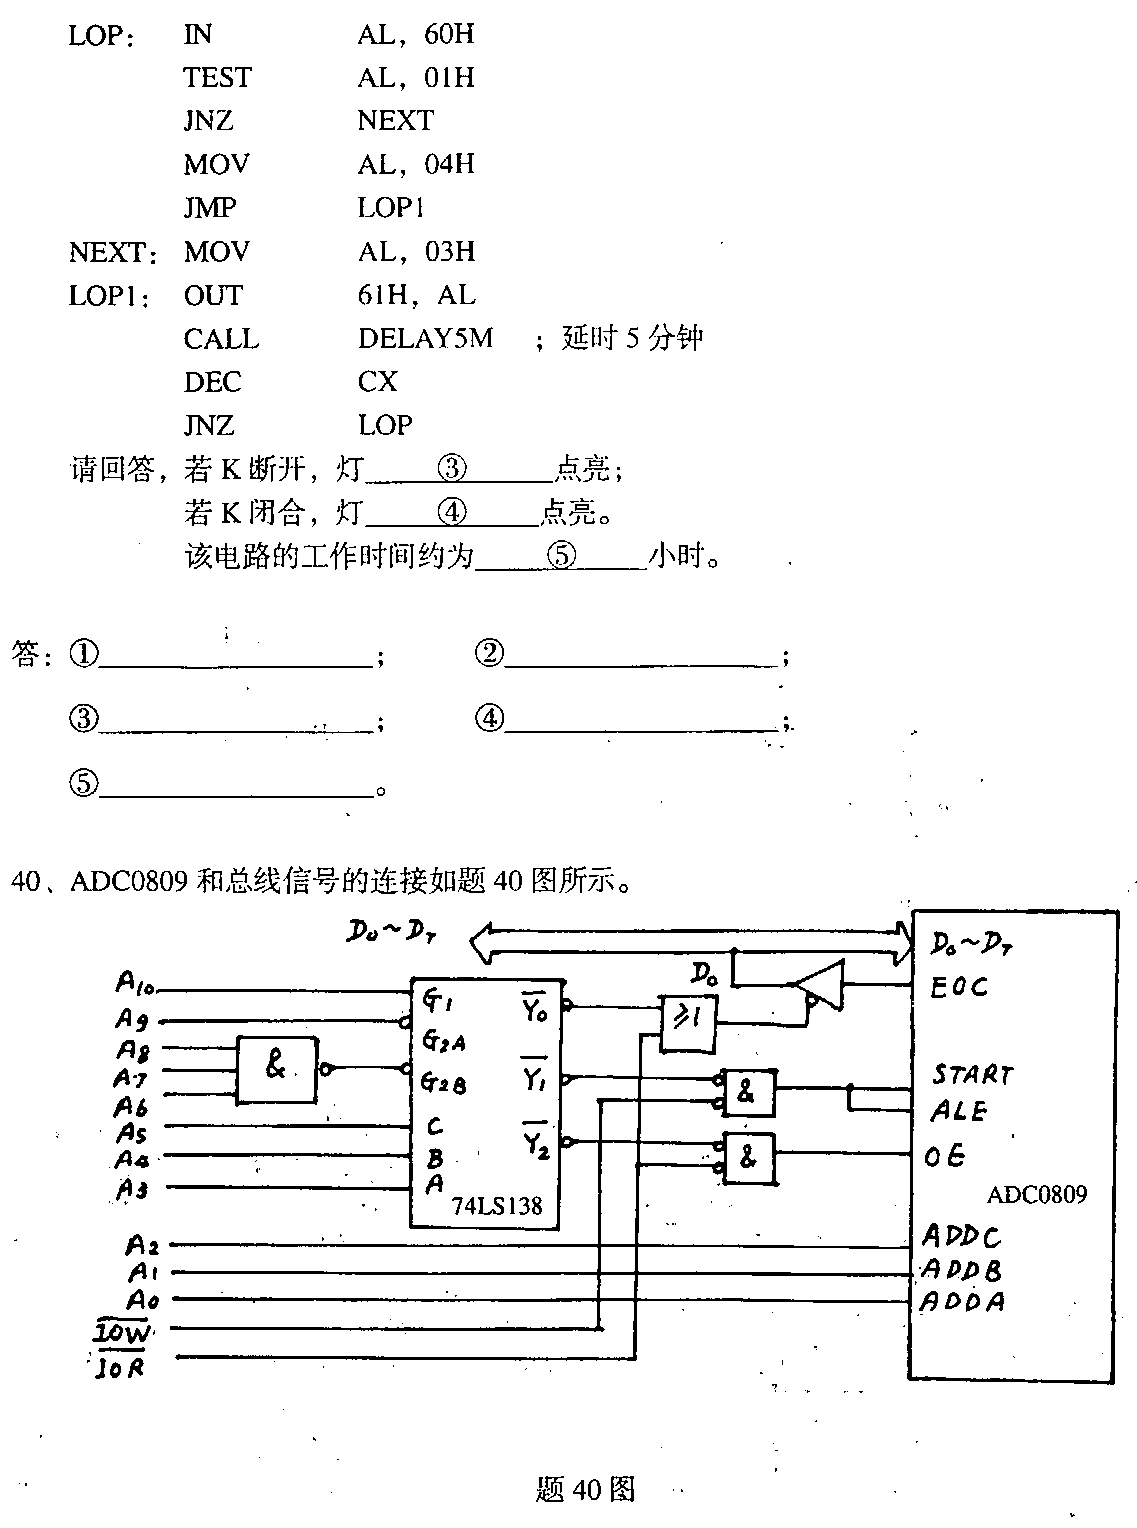 LOP: IN AL, 60H
TEST AL, 01H
JNZ NEXT
MOV AL, 04H
JMP LOP1
NEXT: MOV AL, 03H
LOP1: OUT 61H, AL
CALL DELAY5M ；延时 5 分钟
DEC CX
JNZ LOP
请回答，若 K 断开，灯 ③ 点亮；
若 K 闭合，灯 ④ 点亮。
该电路的工作时间约为 ⑤ 小时。
答：① ； ② ；
③ ； ④ ；
⑤ 。
40、ADC0809 和总线信号的连接如题 40 图所示。
D0~D7
D0~D7
D0
EOC
A10
A9
A8
A7
A6
A5
A4
A3
&
G1
G2A
G2B
C
B
A
74LS138
Y0
Y1
Y2
≥1
&
&
START
ALE
OE
ADC0809
A2
A1
A0
IOW
IOR
ADDC
ADDB
ADDA
题 40 图